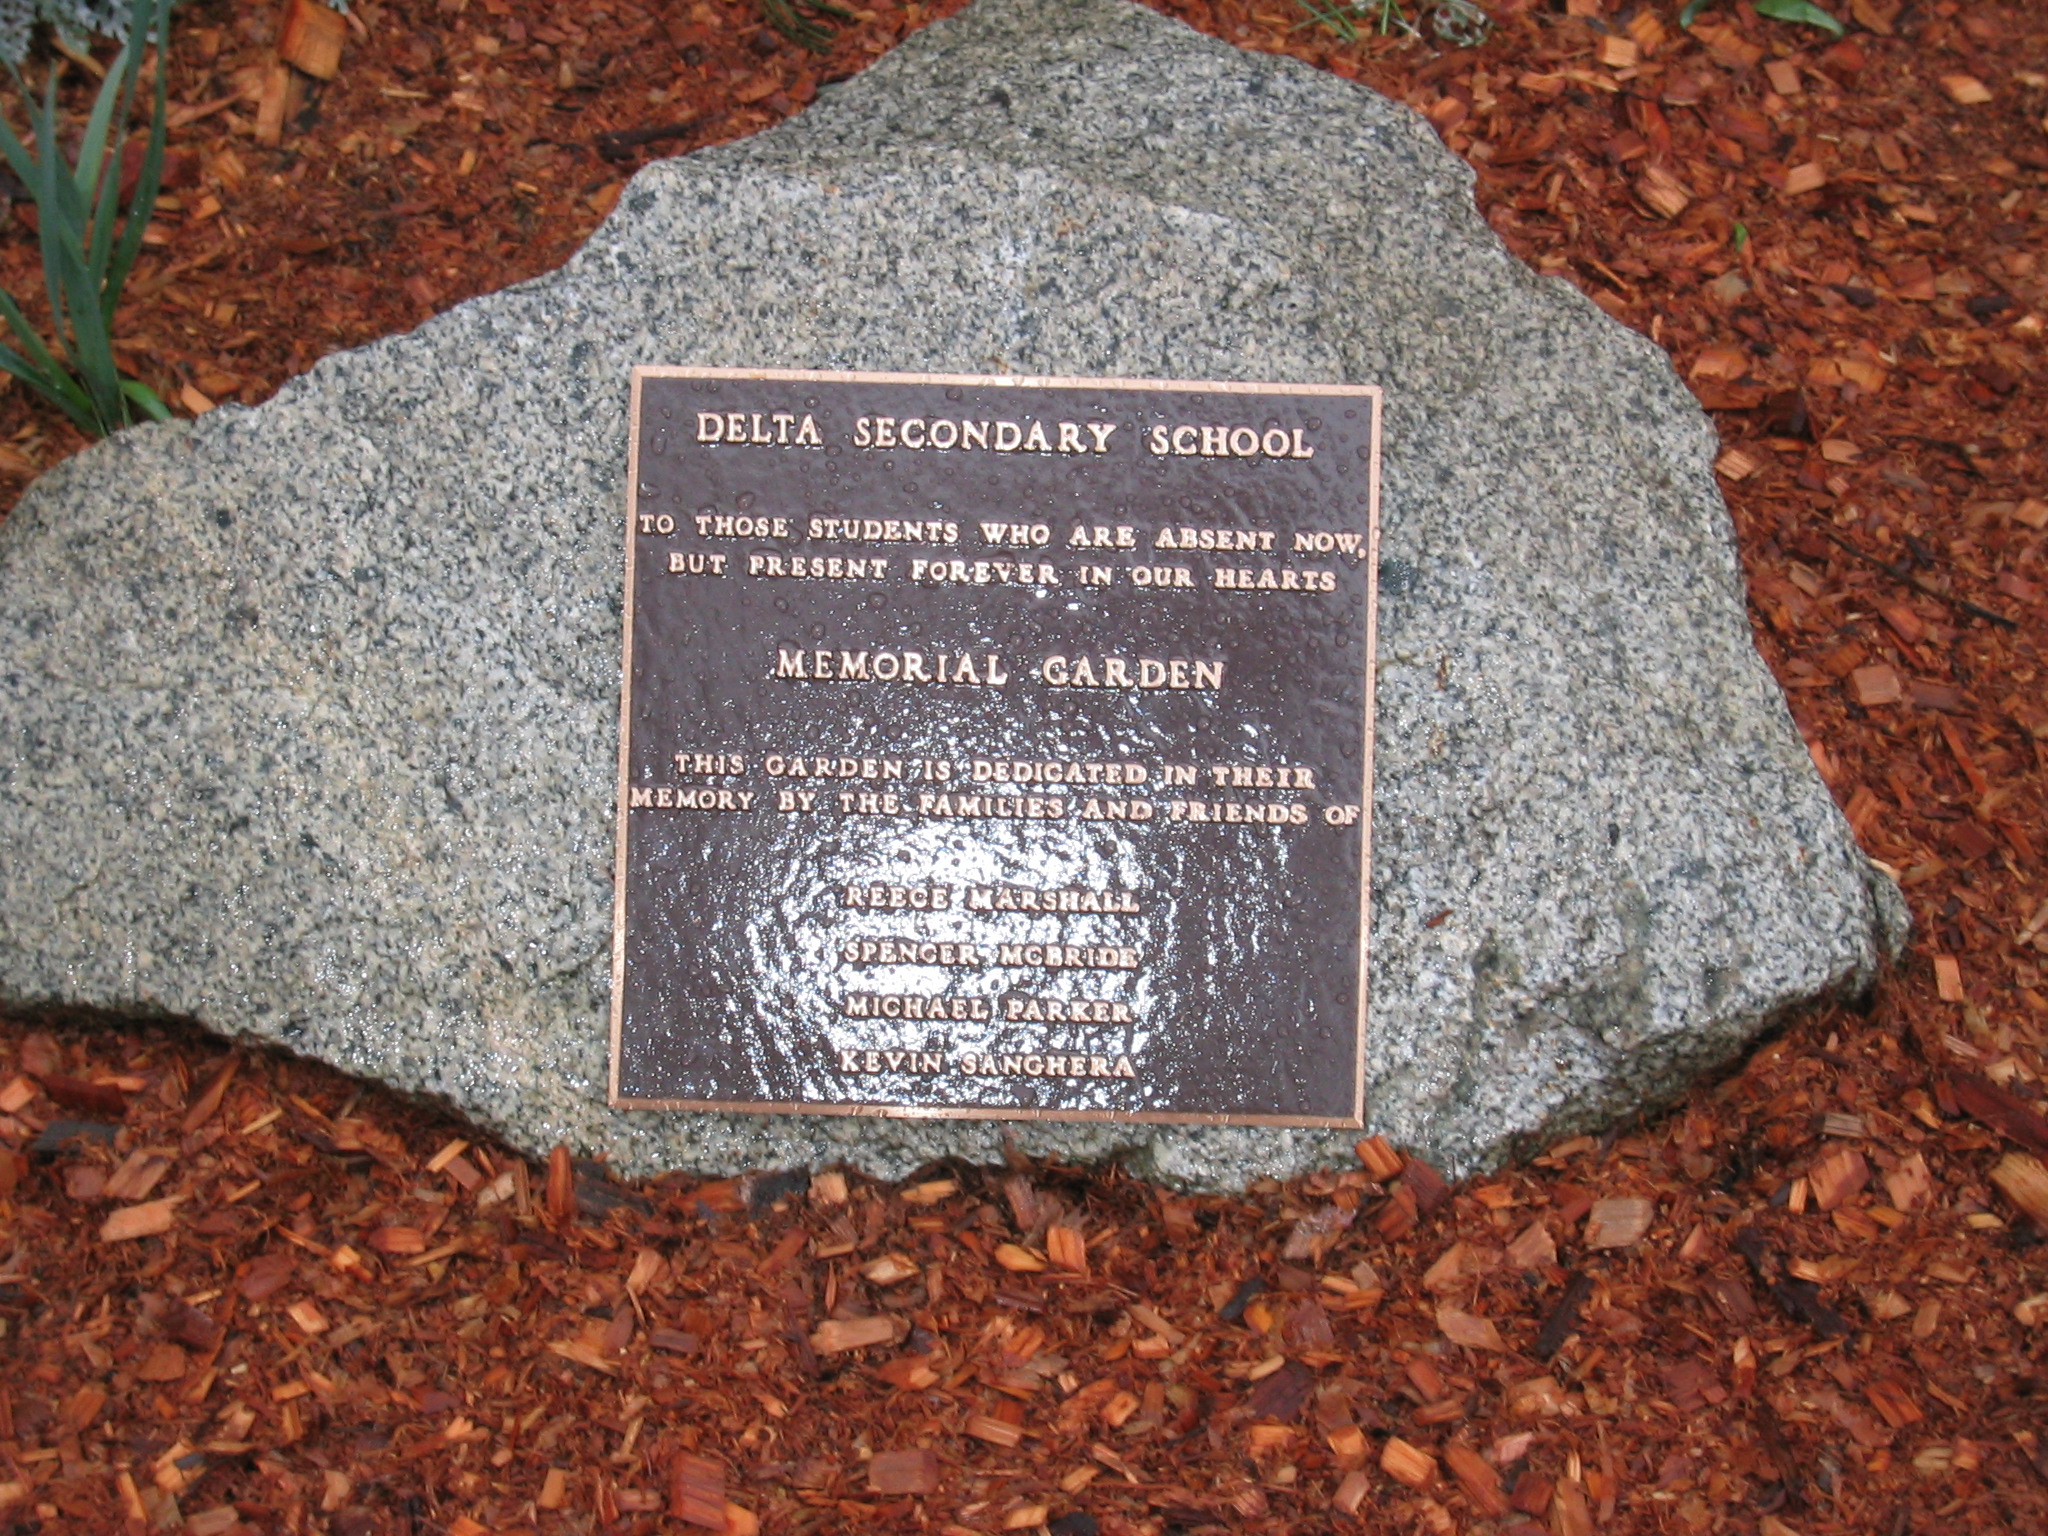 DELTA SECONDARY SCHOOL
TO THOSE STUDENTS WHO ARE ABSENT NOW,
BUT PRESENT FOREVER IN OUR HEARTS
MEMORIAL GARDEN
THIS GARDEN IS DEDICATED IN THEIR
MEMORY BY THE FAMILIES AND FRIENDS OF
REECE MARSHALL
SPENCER MCBRIDE
MICHAEL PARKER
KEVIN SANGHERA